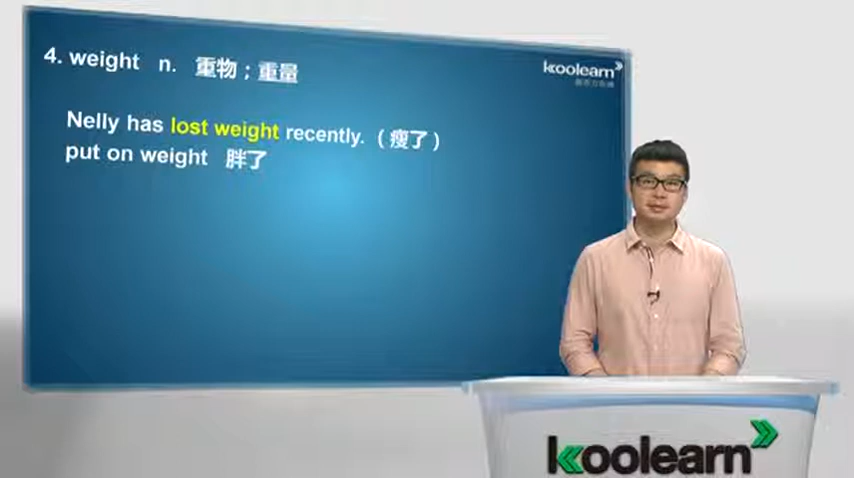 4. weight n. 重物；重量
koolearn
Nelly has lost weight recently.（瘦了）
put on weight 胖了
koolearn